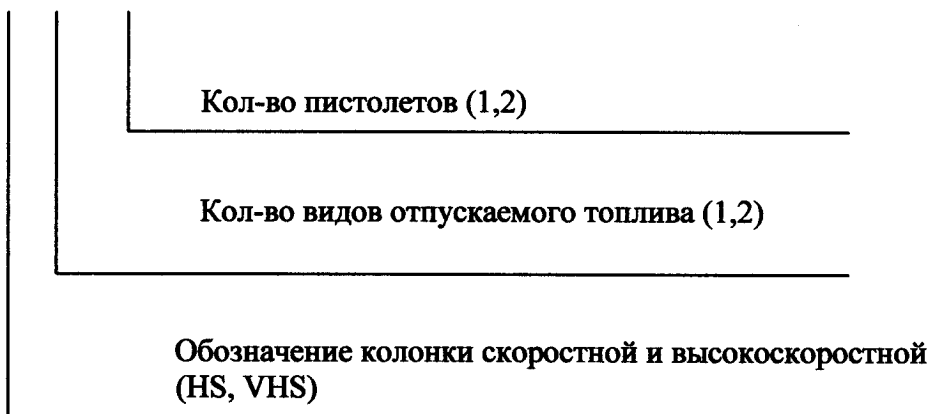 Кол-во пистолетов (1,2)
Кол-во видов отпускаемого топлива (1,2)
Обозначение колонки скоростной и высокоскоростной
(HS, VHS)